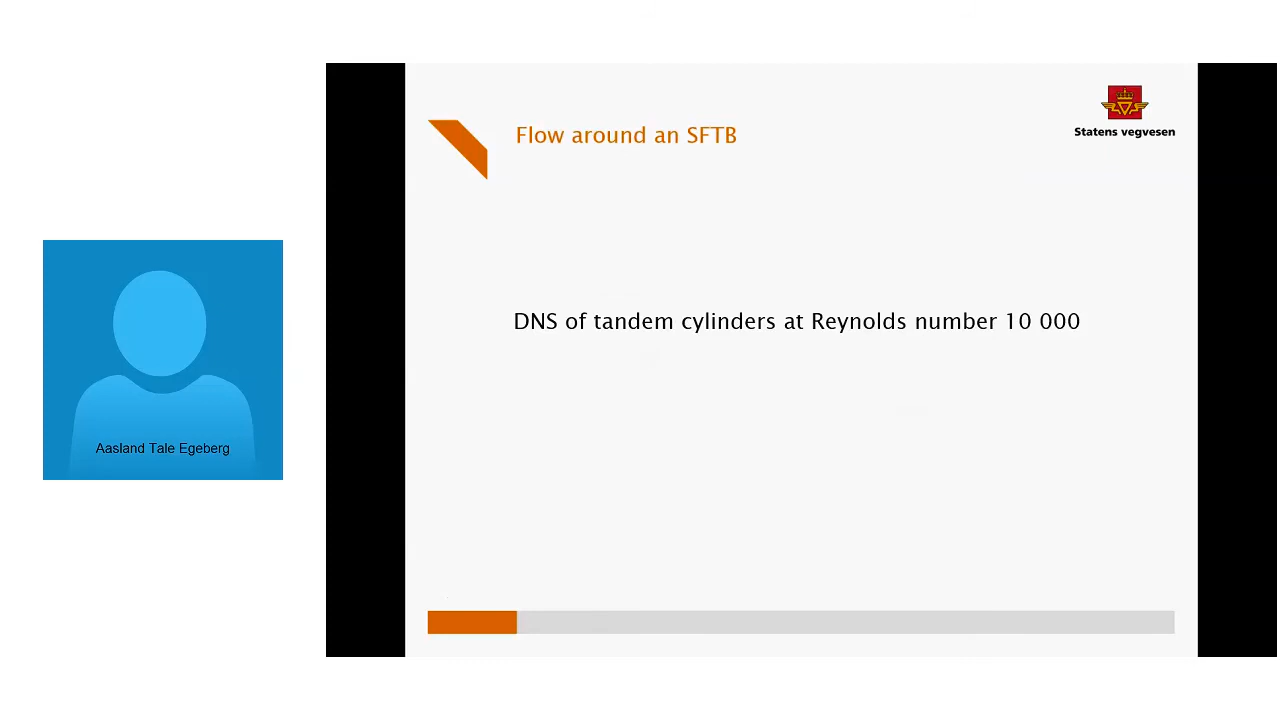 Statens vegvesen
Flow around an SFTB
DNS of tandem cylinders at Reynolds number 10 000
Aasland Tale Egeberg